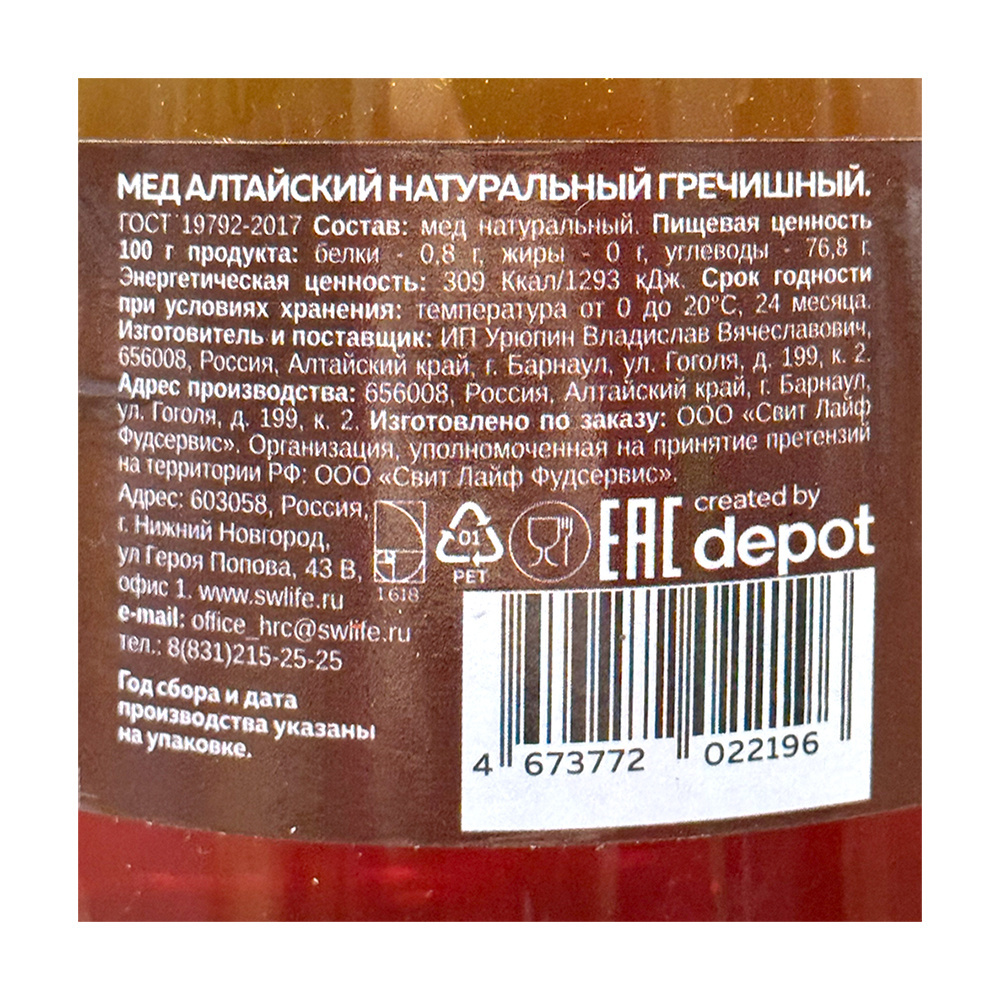 МЕД АЛТАЙСКИЙ НАТУРАЛЬНЫЙ ГРЕЧИШНЫЙ.
ГОСТ 19792-2017 Состав: мед натуральный. Пищевая ценность
100 г продукта: белки - 0,8 г, жиры - 0 г, углеводы - 76,8 г.
Энергетическая ценность: 309 Ккал/1293 кДж. Срок годности
при условиях хранения: температура от 0 до 20°С, 24 месяца.
Изготовитель и поставщик: ИП Урюпин Владислав Вячеславович,
656008, Россия, Алтайский край, г. Барнаул, ул. Гоголя, д. 199, к. 2.
Адрес производства: 656008, Россия, Алтайский край, г. Барнаул,
ул. Гоголя, д. 199, к. 2. Изготовлено по заказу: ООО «Свит Лайф
Фудсервис». Организация, уполномоченная на принятие претензий
на территории РФ: ООО «Свит Лайф Фудсервис».
Адрес: 603058, Россия,
г. Нижний Новгород,
ул Героя Попова, 43 В,
офис 1. www.swlife.ru
e-mail: office_hrc@swlife.ru
тел.: 8(831)215-25-25
Год сбора и дата
производства указаны
на упаковке.
1.618
01
PET
EAC
created by
depot
4 673772 022196